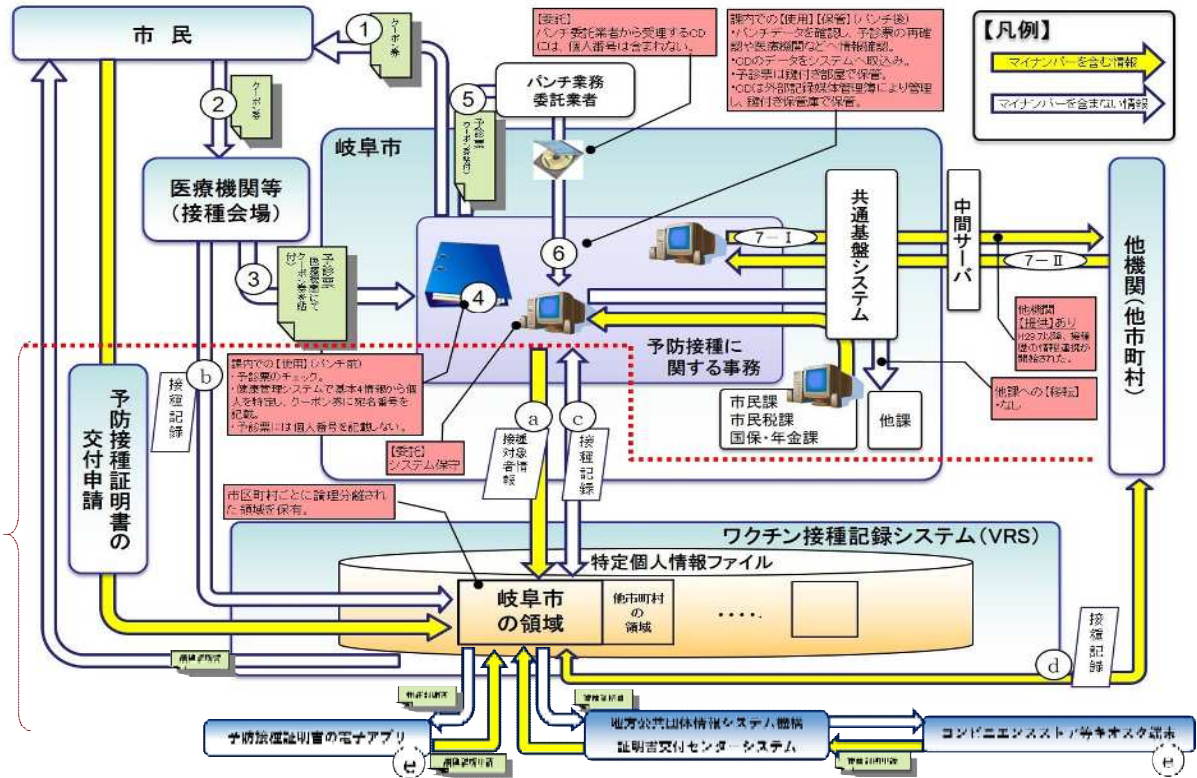 市 民
①
クーポン券
②
クーポン券
医療機関等
(接種会場)
③
予診票
医療機関にて
クーポン券を貼
付
【委託】
パンチ委託業者から受理するCD
には、個人番号は含まれない。
パンチ業務
委託業者
⑤
予診票
課内での【使用】【保管】(パンチ後)
・パンチデータを確認し、予診票の再確
認や医療機関などへ情報確認。
・CDのデータをシステムへ取込み。
・予診票は鍵付き部屋で保管。
・CDは外部記録媒体管理簿により管理
し、鍵付き保管庫で保管。
【凡例】
マイナンバーを含む情報
マイナンバーを含まない情報
岐阜市
④
⑥
7-Ⅰ
7-Ⅱ
共通基盤システム
中間サーバ
他機関(他市町村)
他機関
【提供】あり
H29.7以降、接種
歴の情報連携が
開始された。
予防接種に
関する事務
他課への【移転】
・なし
市民課
市民税課
国保・年金課
他課
課内での【使用】(パンチ前)
・予診票のチェック。
・健康管理システムで基本4情報から個
人を特定し、クーポン券に宛名番号を
記載。
・予診票には個人番号を記載しない。
【委託】
システム保守
予防接種証明書の
交付申請
b
接種記録
a
接種
対象
者情
報
c
接種記録
市区町村ごとに論理分離され
た領域を保有。
ワクチン接種記録システム(VRS)
特定個人情報ファイル
岐阜市
の領域
他市町村
の
領域
・・・・
d
接種記録
予防接種証明書の電子アプリ
e
地方公共団体情報システム機構
証明書交付センターシステム
コンビニエンスストア等キオスク端末
e